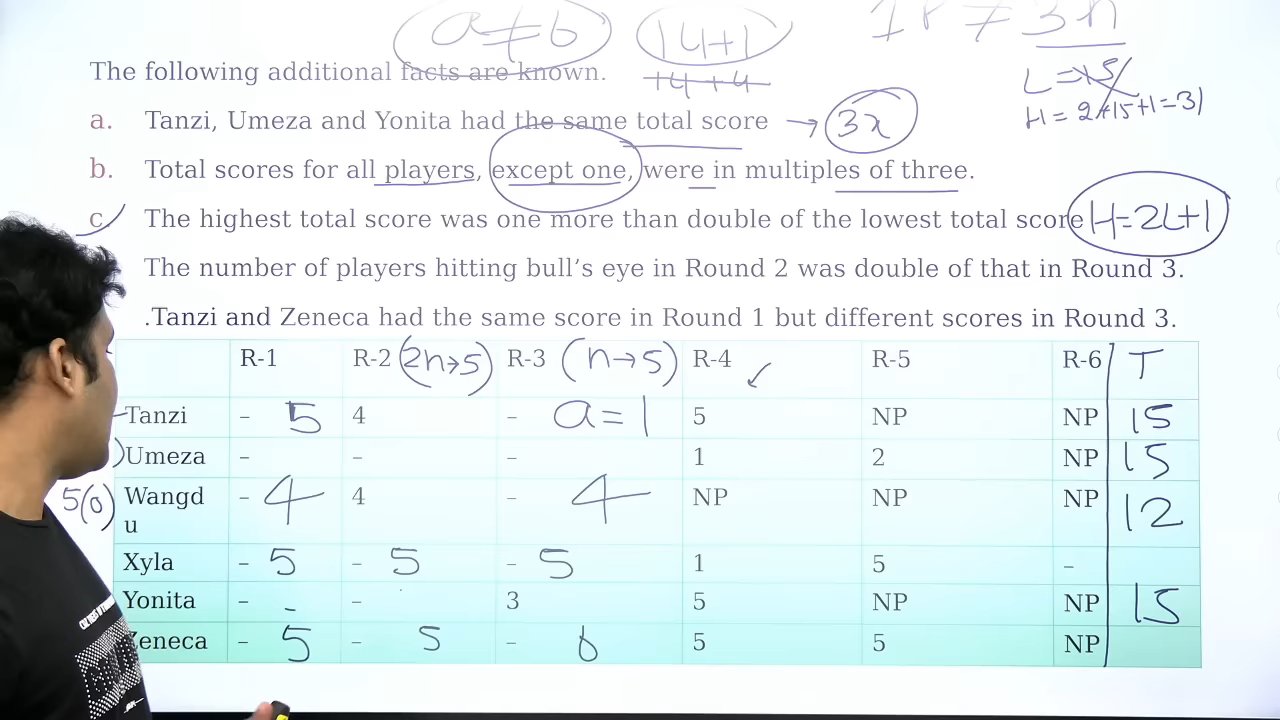 a≠b 14+1 1P ≠ 3n
The following additional facts are known. 14+4 L=15
a. Tanzi, Umeza and Yonita had the same total score → 3x H=2×15+1=31
b. Total scores for all players, except one, were in multiples of three.
c The highest total score was one more than double of the lowest total score H=2L+1
The number of players hitting bull’s eye in Round 2 was double of that in Round 3.
.Tanzi and Zeneca had the same score in Round 1 but different scores in Round 3.
R-1 R-2 (2n→5) R-3 (n→5) R-4 ✓ R-5 R-6 T
Tanzi – 5 4 – a=1 5 NP NP 15
Umeza – – – 1 2 NP 15
5(0) Wangd – 4 4 – 4 NP NP NP 12
u
Xyla – 5 – 5 – 5 1 5 –
Yonita – - – 3 5 NP NP 15
Zeneca – 5 – 5 – b 5 5 NP